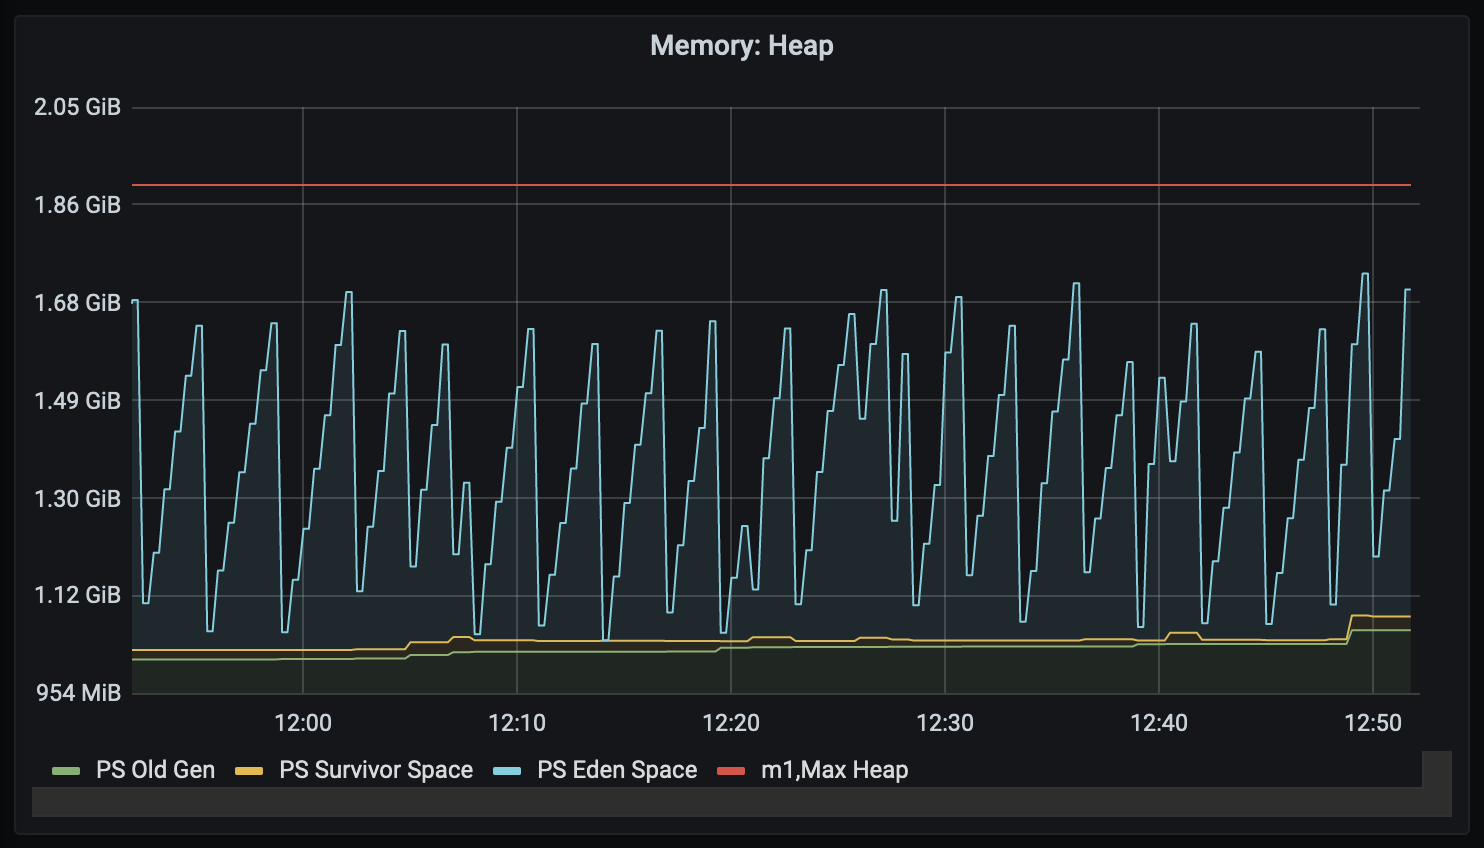 Memory: Heap
2.05 GiB
1.86 GiB
1.68 GiB
1.49 GiB
1.30 GiB
1.12 GiB
954 MiB
12:00 12:10 12:20 12:30 12:40 12:50
PS Old Gen PS Survivor Space PS Eden Space m1,Max Heap